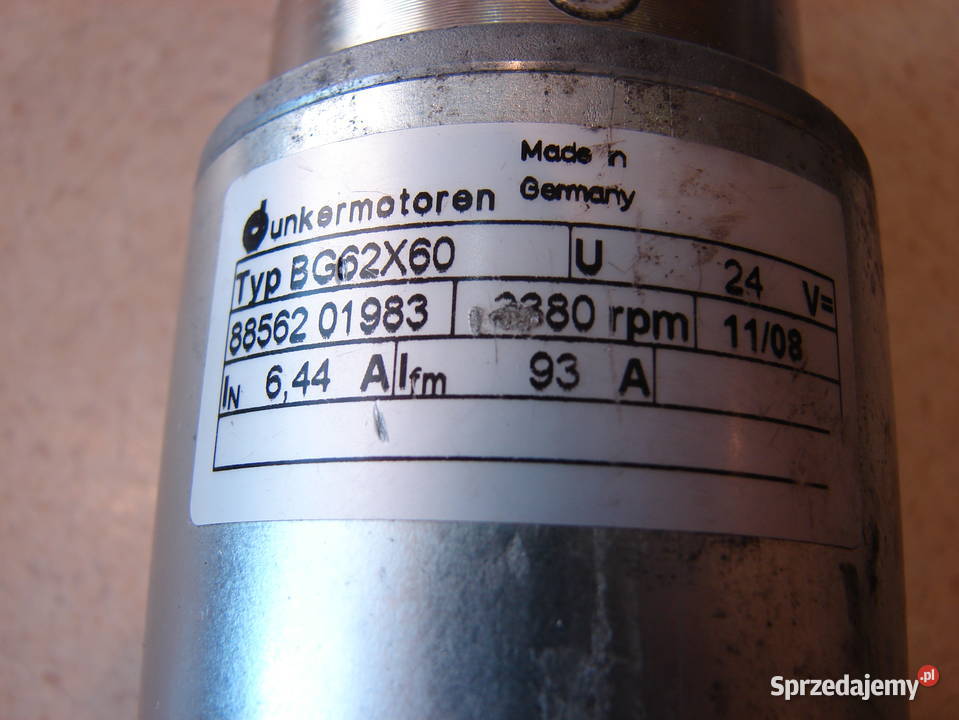 Made in
Germany
dunkermotoren
Typ BG62X60 U 24 V=
88562 01983 rpm 11/08
IN 6,44 A Ifm 93 A
Sprzedajemy.pl